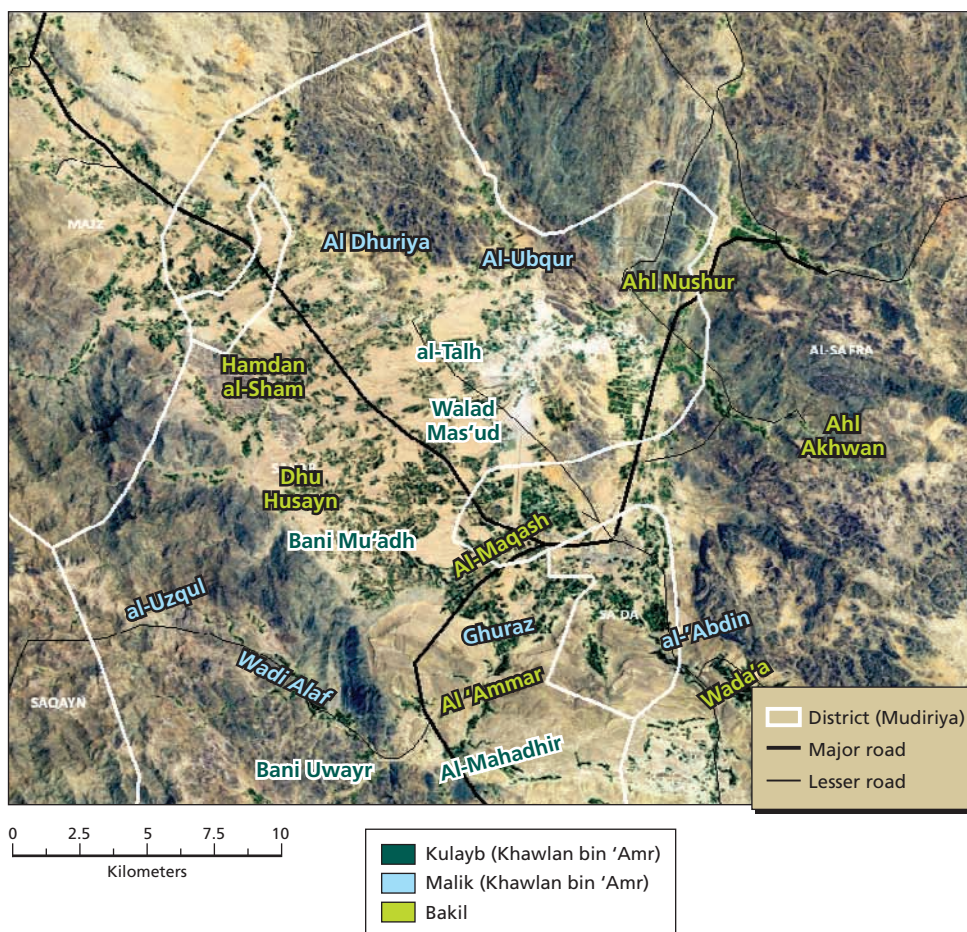 MAJZ
Al Dhuriya
Al-Ubqur
Ahl Nushur
al-Talh
AL-SAFRA
Hamdan
al-Sham
Walad
Mas‘ud
Ahl
Akhwan
Dhu
Husayn
Bani Mu‘adh
Al-Maqash
al-Uzqul
SA‘DA
Ghuraz
al-‘Abdin
Wadi Alaf
Wada‘a
Al ‘Ammar
SAQAYN
Al-Mahadhir
Bani Uwayr
District (Mudiriya)
Major road
Lesser road
0 2.5 5 7.5 10
Kilometers
Kulayb (Khawlan bin ‘Amr)
Malik (Khawlan bin ‘Amr)
Bakil